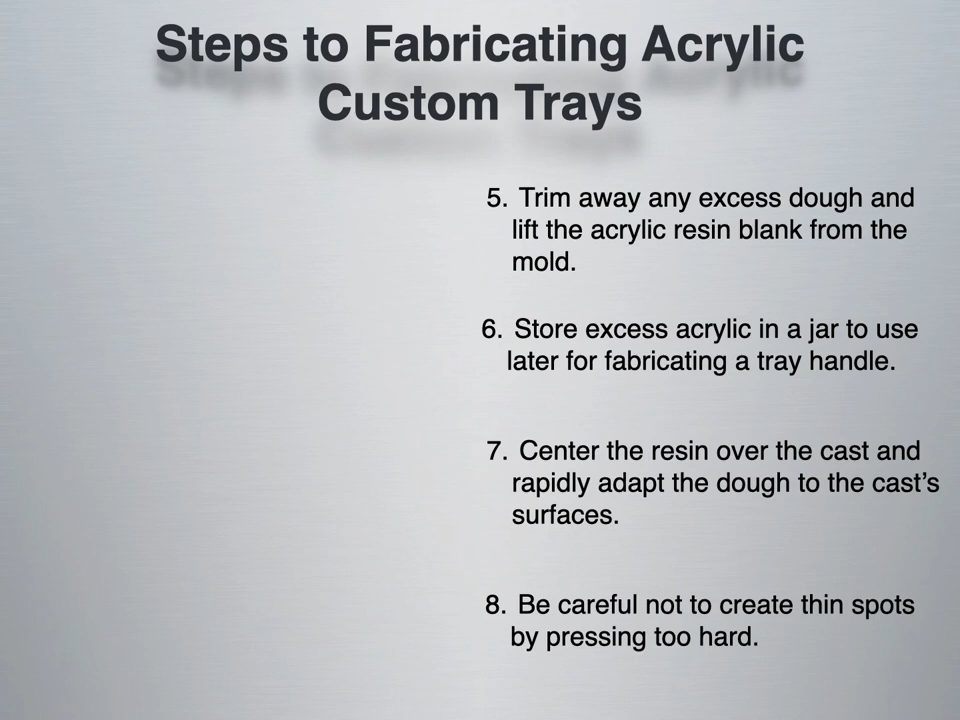 Steps to Fabricating Acrylic
Custom Trays
5. Trim away any excess dough and
lift the acrylic resin blank from the
mold.
6. Store excess acrylic in a jar to use
later for fabricating a tray handle.
7. Center the resin over the cast and
rapidly adapt the dough to the cast’s
surfaces.
8. Be careful not to create thin spots
by pressing too hard.